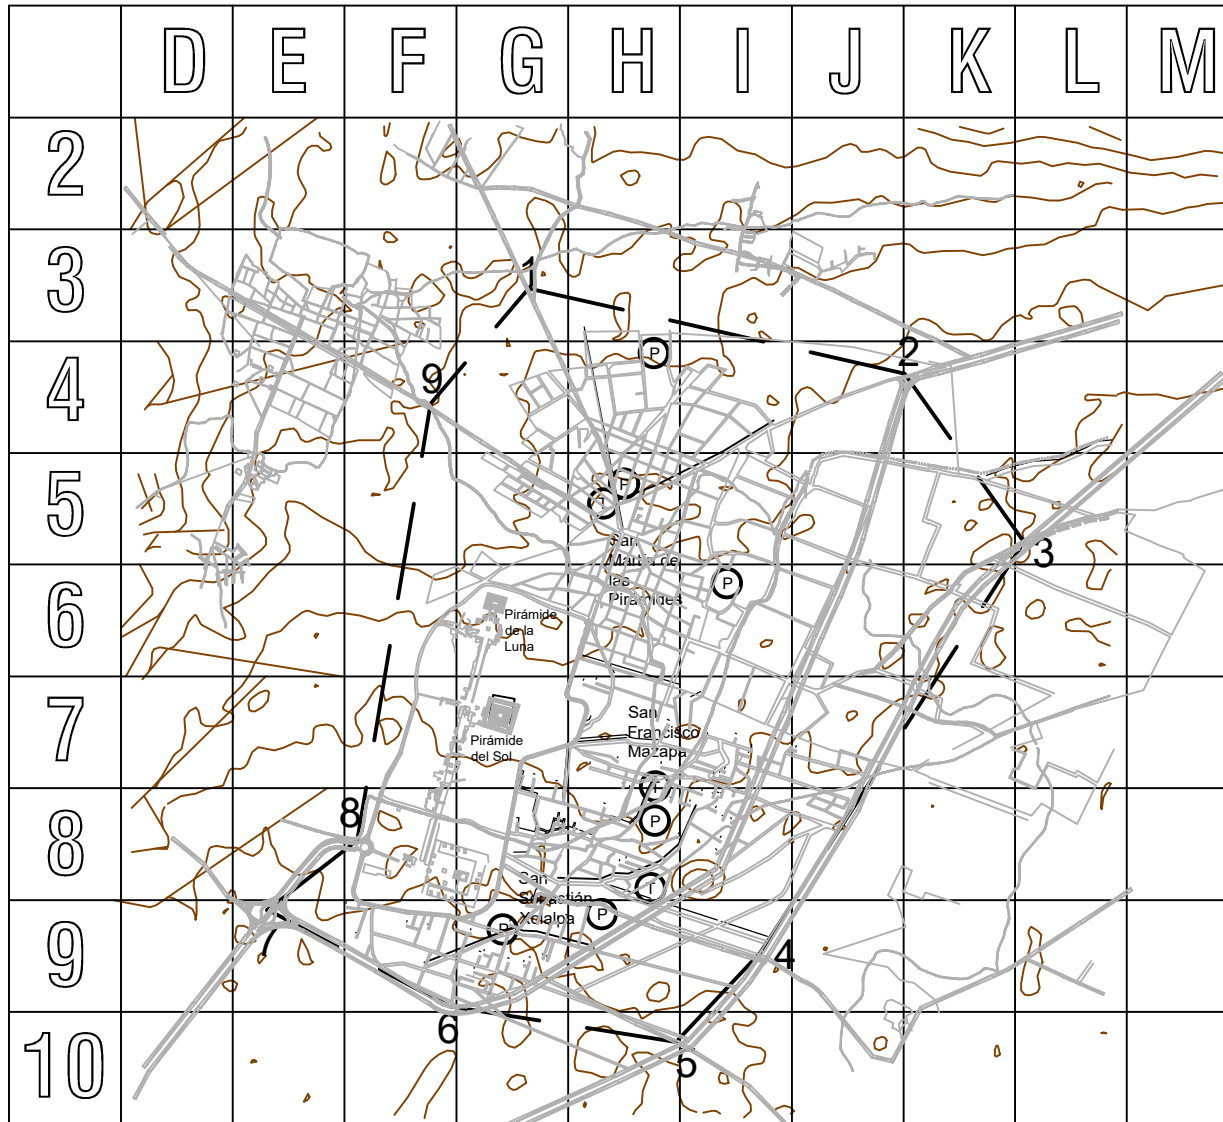 D E F G H I J K L M
2
3
1
2
P
4
9
5
P
T
San
Martín de
las
Pirámides
3
6
P
Pirámide
de la
Luna
7
San
Francisco
Mazapa
Pirámide
del Sol
T
8
8
P
San
Sebastián
Xolalpa
T
P
P
9
7
4
6
10
5